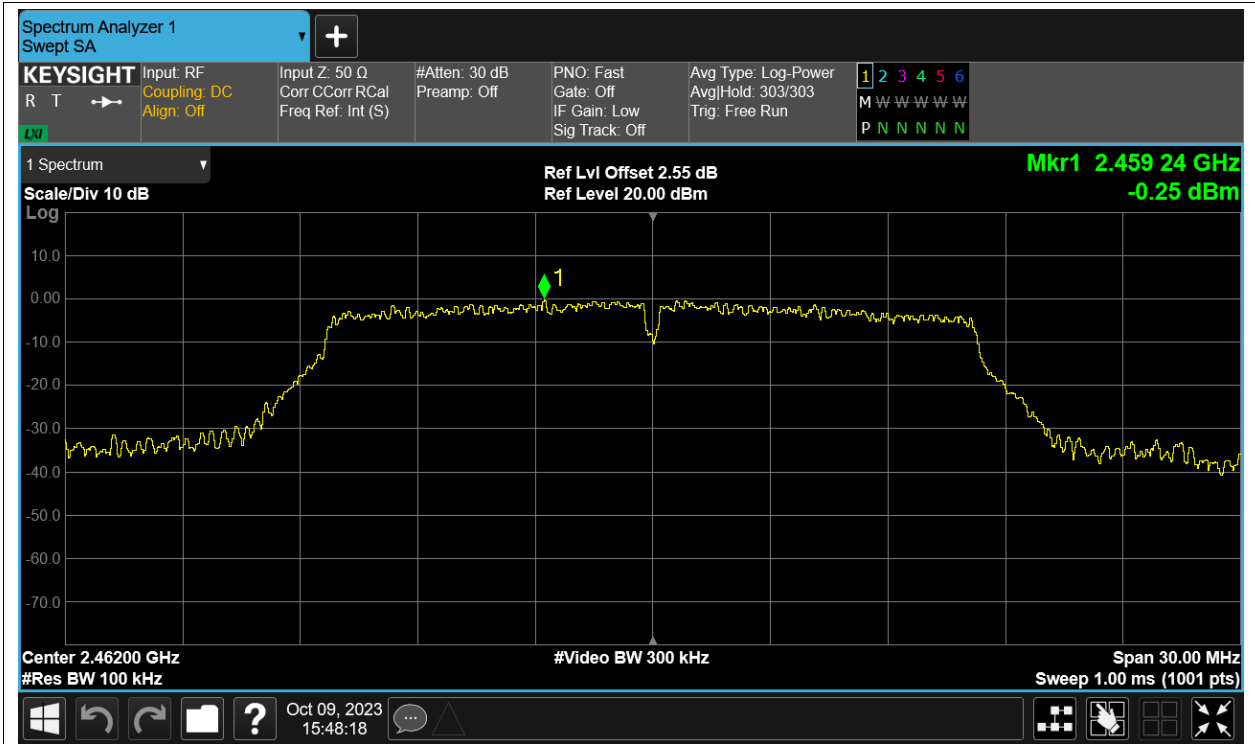 Spectrum Analyzer 1
Swept SA
+
KEYSIGHT
R T
LXI
Input: RF
Coupling: DC
Align: Off
Input Z: 50 Ω
Corr CCorr RCal
Freq Ref: Int (S)
#Atten: 30 dB
Preamp: Off
PNO: Fast
Gate: Off
IF Gain: Low
Sig Track: Off
Avg Type: Log-Power
Avg|Hold: 303/303
Trig: Free Run
1 2 3 4 5 6
M W W W W W
P N N N N N
1 Spectrum
Scale/Div 10 dB
Ref Lvl Offset 2.55 dB
Ref Level 20.00 dBm
Mkr1 2.459 24 GHz
-0.25 dBm
Log
10.0
0.00
-10.0
-20.0
-30.0
-40.0
-50.0
-60.0
-70.0
1
Center 2.46200 GHz
#Res BW 100 kHz
#Video BW 300 kHz
Span 30.00 MHz
Sweep 1.00 ms (1001 pts)
?
Oct 09, 2023
15:48:18